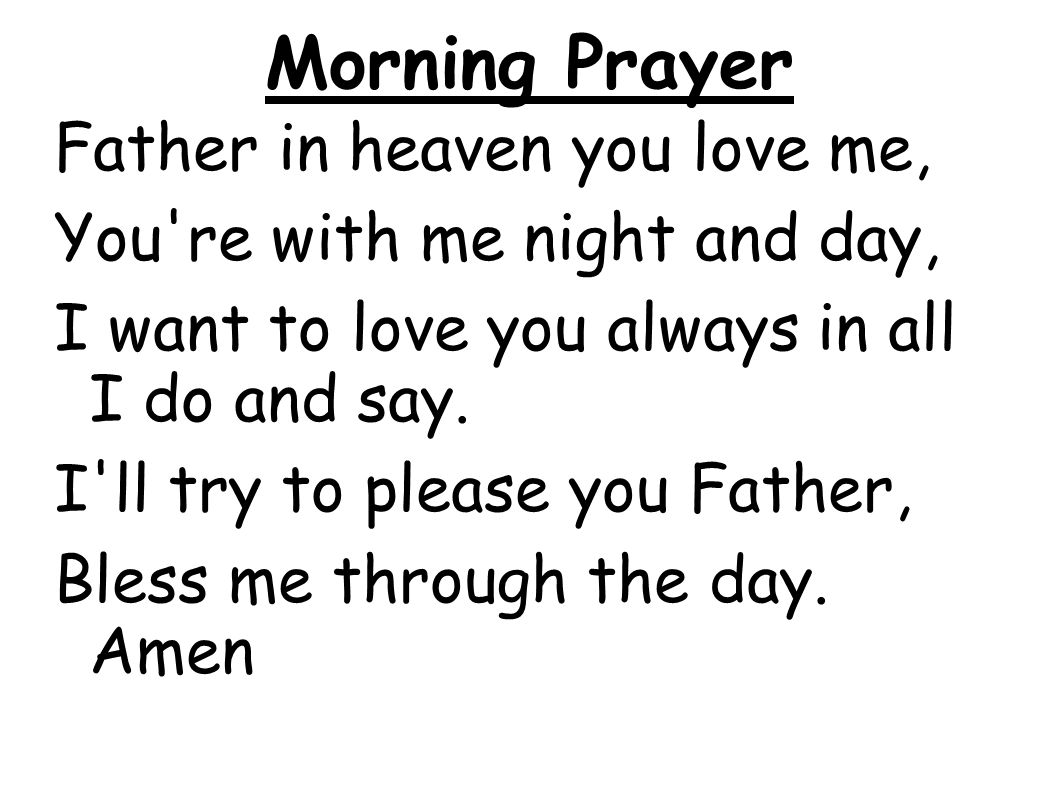 Morning Prayer
Father in heaven you love me,
You're with me night and day,
I want to love you always in all
I do and say.
I'll try to please you Father,
Bless me through the day.
Amen